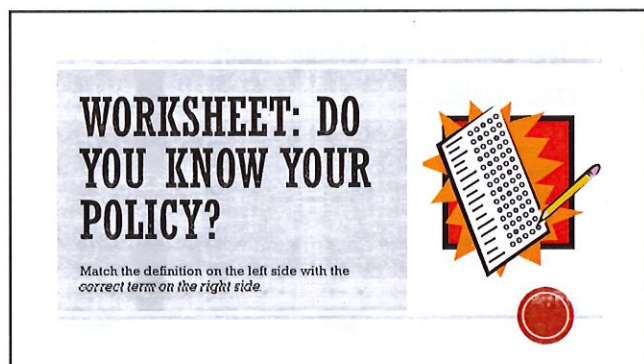 WORKSHEET: DO
YOU KNOW YOUR
POLICY?
Match the definition on the left side with the
correct term on the right side.